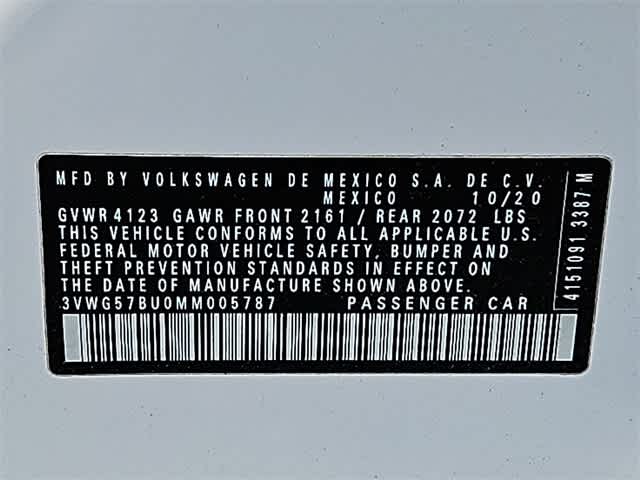 MFD BY VOLKSWAGEN DE MEXICO S.A. DE C.V.
MEXICO 10/20
GVWR 4123 GAWR FRONT 2161 / REAR 2072 LBS
THIS VEHICLE CONFORMS TO ALL APPLICABLE U.S.
FEDERAL MOTOR VEHICLE SAFETY, BUMPER AND
THEFT PREVENTION STANDARDS IN EFFECT ON
THE DATE OF MANUFACTURE SHOWN ABOVE.
3VWG57BU0MM005787 PASSENGER CAR
4151091 3387 M